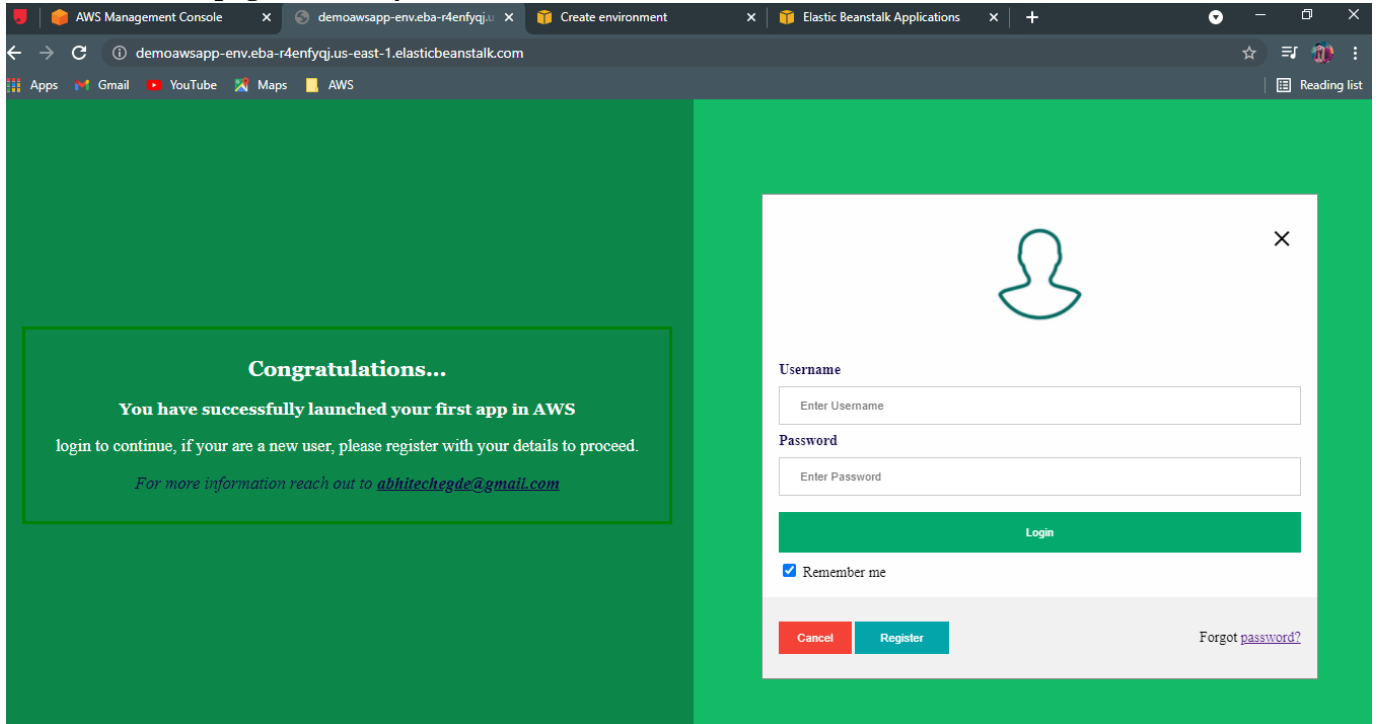 AWS Management Console
demoawsapp-env.eba-r4enfyqj.u
Create environment
Elastic Beanstalk Applications
demoawsapp-env.eba-r4enfyqj.us-east-1.elasticbeanstalk.com
Apps Gmail YouTube Maps AWS Reading list
Congratulations...
You have successfully launched your first app in AWS
login to continue, if your are a new user, please register with your details to proceed.
For more information reach out to abhitechegde@gmail.com
Username
Enter Username
Password
Enter Password
Login
Remember me
Cancel Register Forgot password?